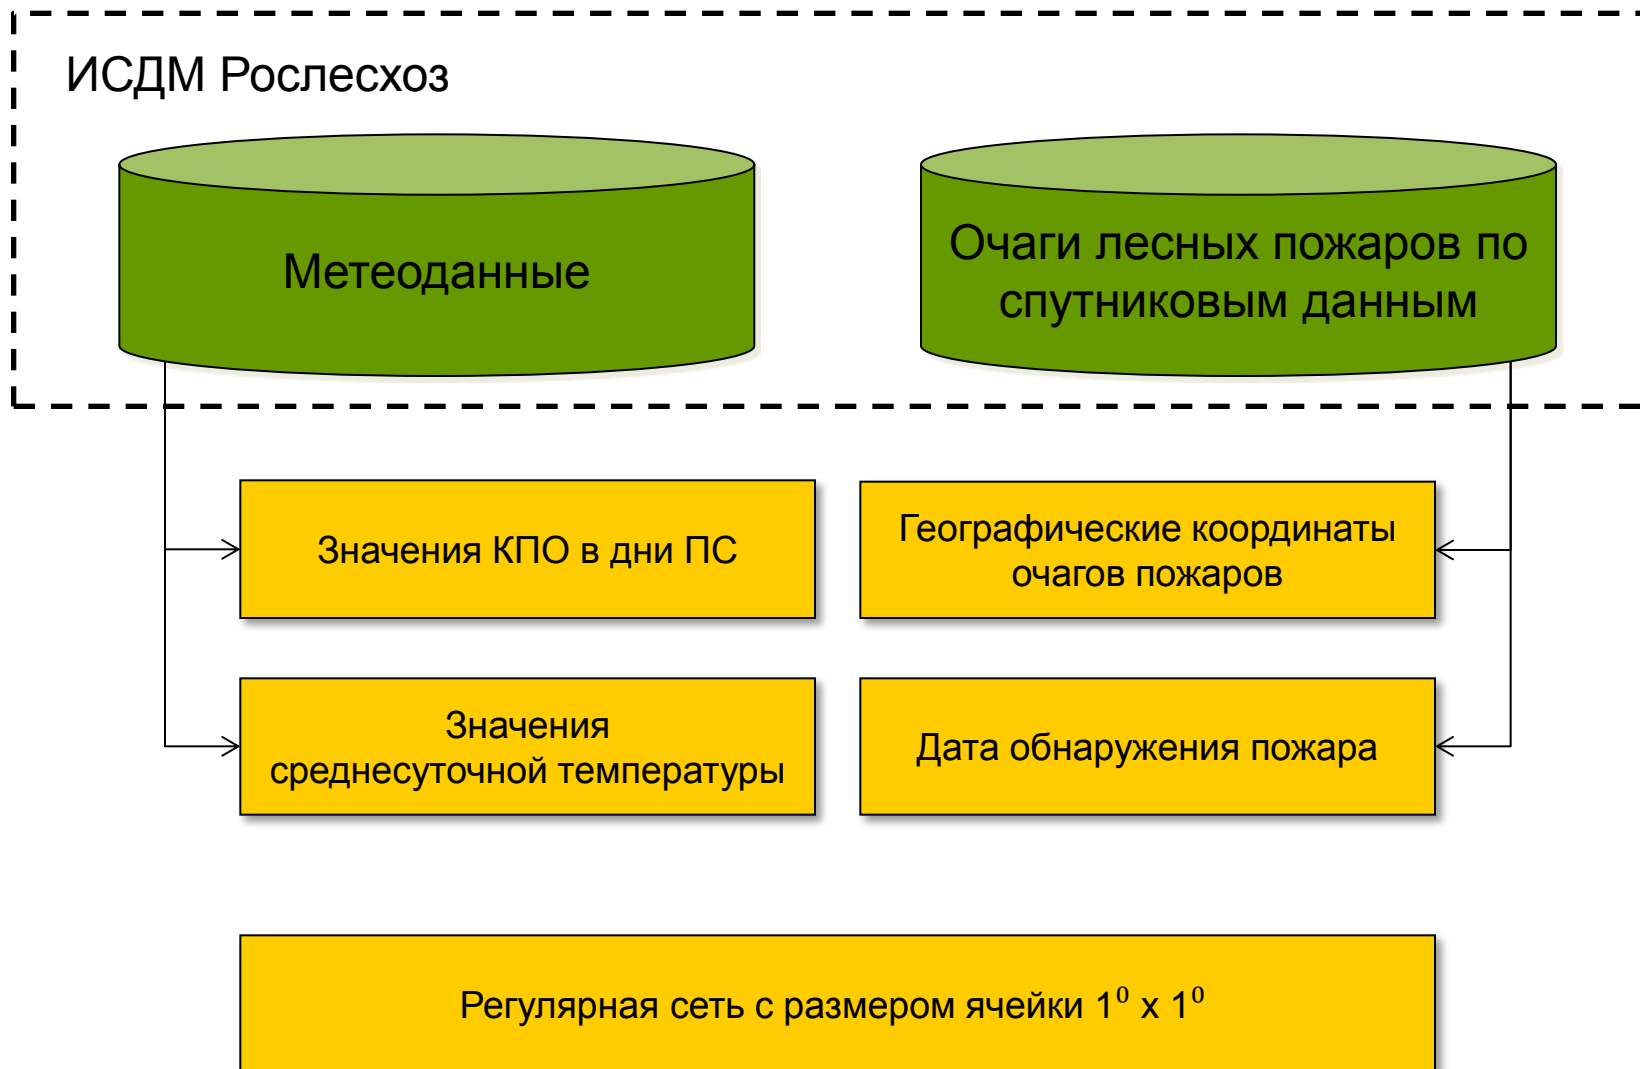 ИСДМ Рослесхоз
Метеоданные
Очаги лесных пожаров по
спутниковым данным
Значения КПО в дни ПС
Географические координаты
очагов пожаров
Значения
среднесуточной температуры
Дата обнаружения пожара
Регулярная сеть с размером ячейки 1⁰ х 1⁰